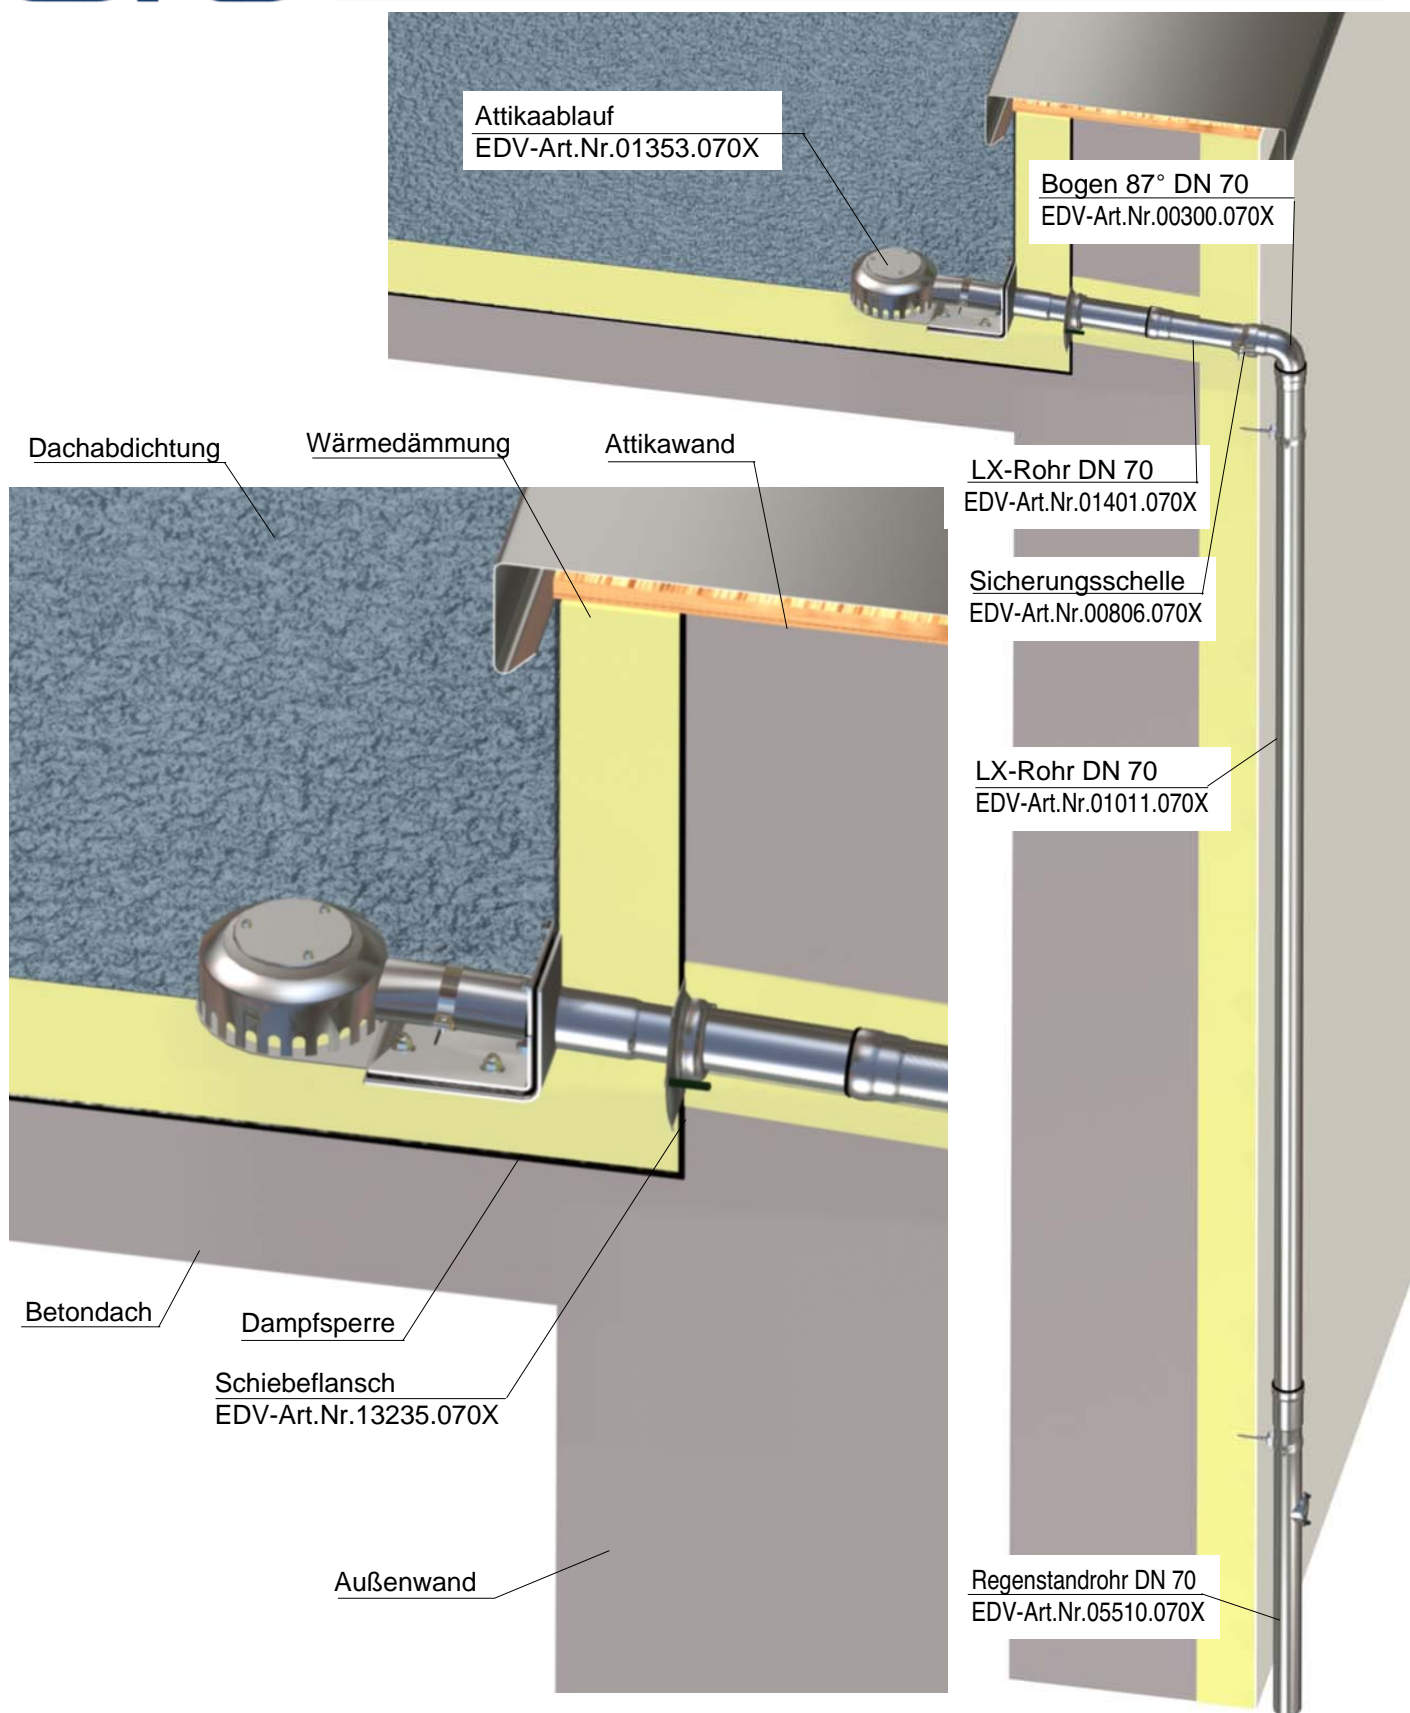 Attikaablauf
EDV-Art.Nr.01353.070X
Bogen 87° DN 70
EDV-Art.Nr.00300.070X
Dachabdichtung
Wärmedämmung
Attikawand
LX-Rohr DN 70
EDV-Art.Nr.01401.070X
Sicherungsschelle
EDV-Art.Nr.00806.070X
LX-Rohr DN 70
EDV-Art.Nr.01011.070X
Betondach
Dampfsperre
Schiebeflansch
EDV-Art.Nr.13235.070X
Außenwand
Regenstandrohr DN 70
EDV-Art.Nr.05510.070X